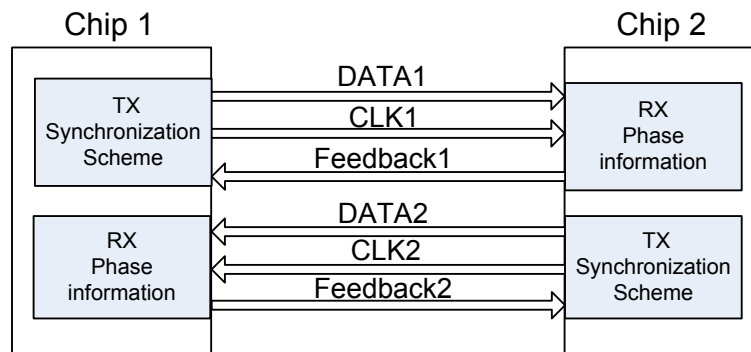 Chip 1
Chip 2
TX
Synchronization
Scheme
DATA1
CLK1
Feedback1
RX
Phase
information
RX
Phase
information
DATA2
CLK2
Feedback2
TX
Synchronization
Scheme